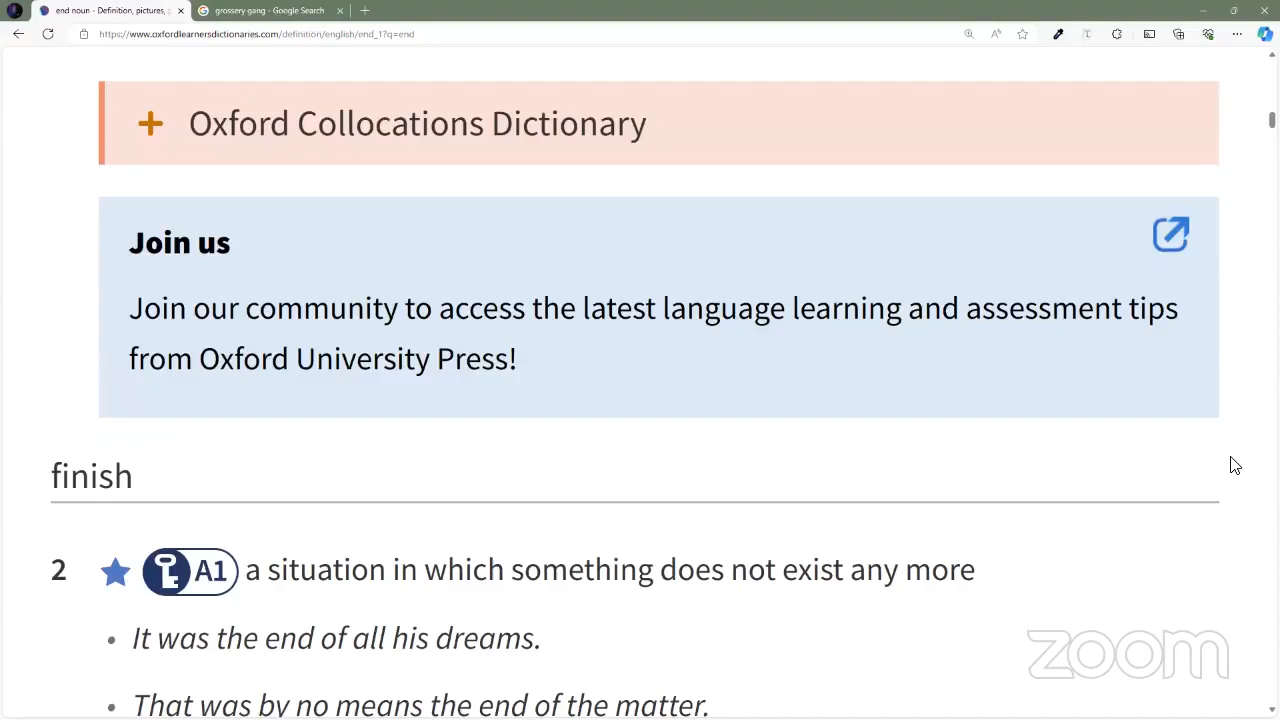 end noun - Definition, pictures, p
grossery gang - Google Search
https://www.oxfordlearnersdictionaries.com/definition/english/end_1?q=end
Oxford Collocations Dictionary
Join us
Join our community to access the latest language learning and assessment tips
from Oxford University Press!
finish
2 A1 a situation in which something does not exist any more
• It was the end of all his dreams.
• That was by no means the end of the matter.
zoom